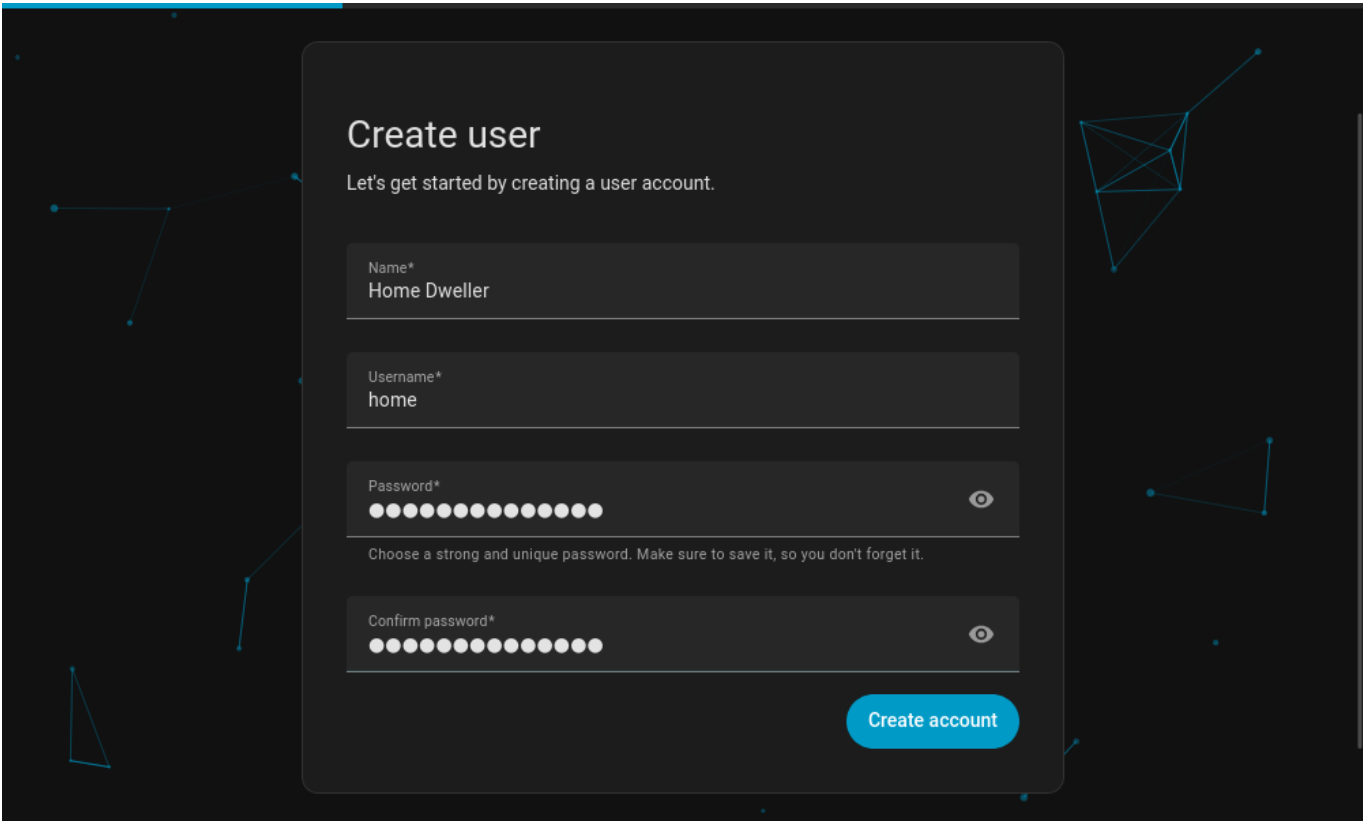 Create user
Let's get started by creating a user account.
Name*
Home Dweller
Username*
home
Password*
●●●●●●●●●●●●●●
Choose a strong and unique password. Make sure to save it, so you don't forget it.
Confirm password*
●●●●●●●●●●●●●●
Create account